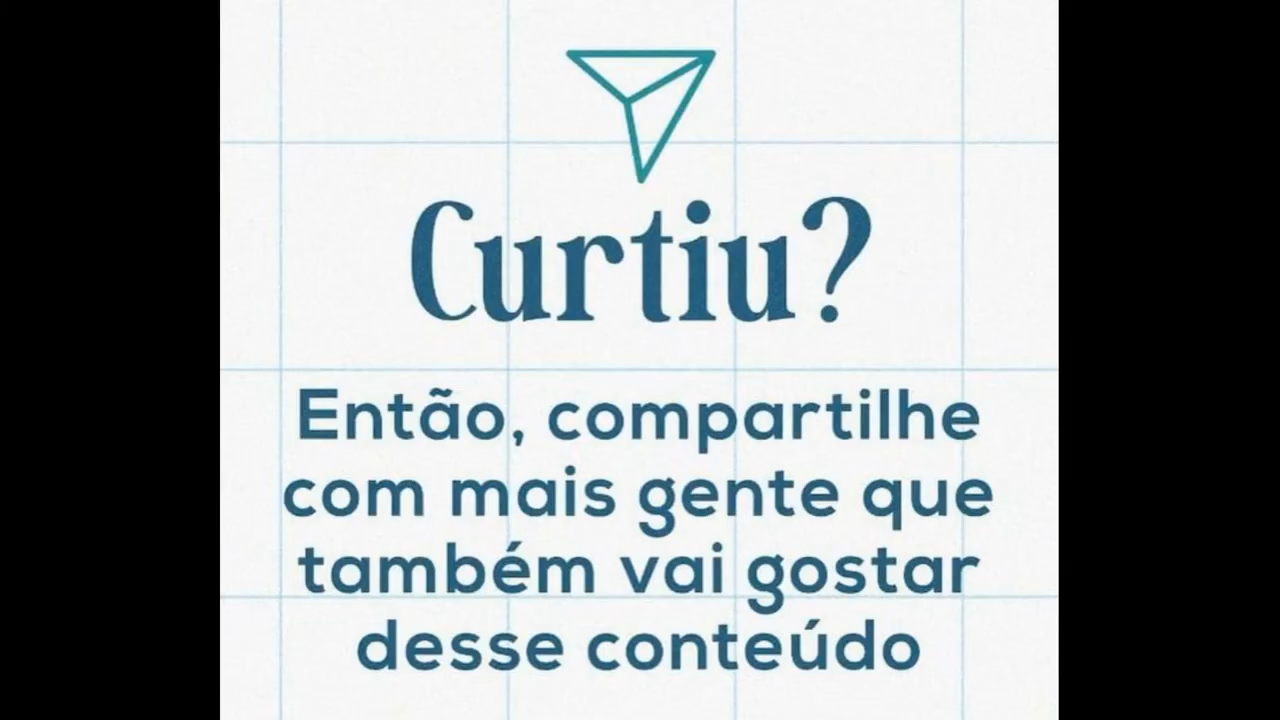 Curtiu?
Então, compartilhe
com mais gente que
também vai gostar
desse conteúdo